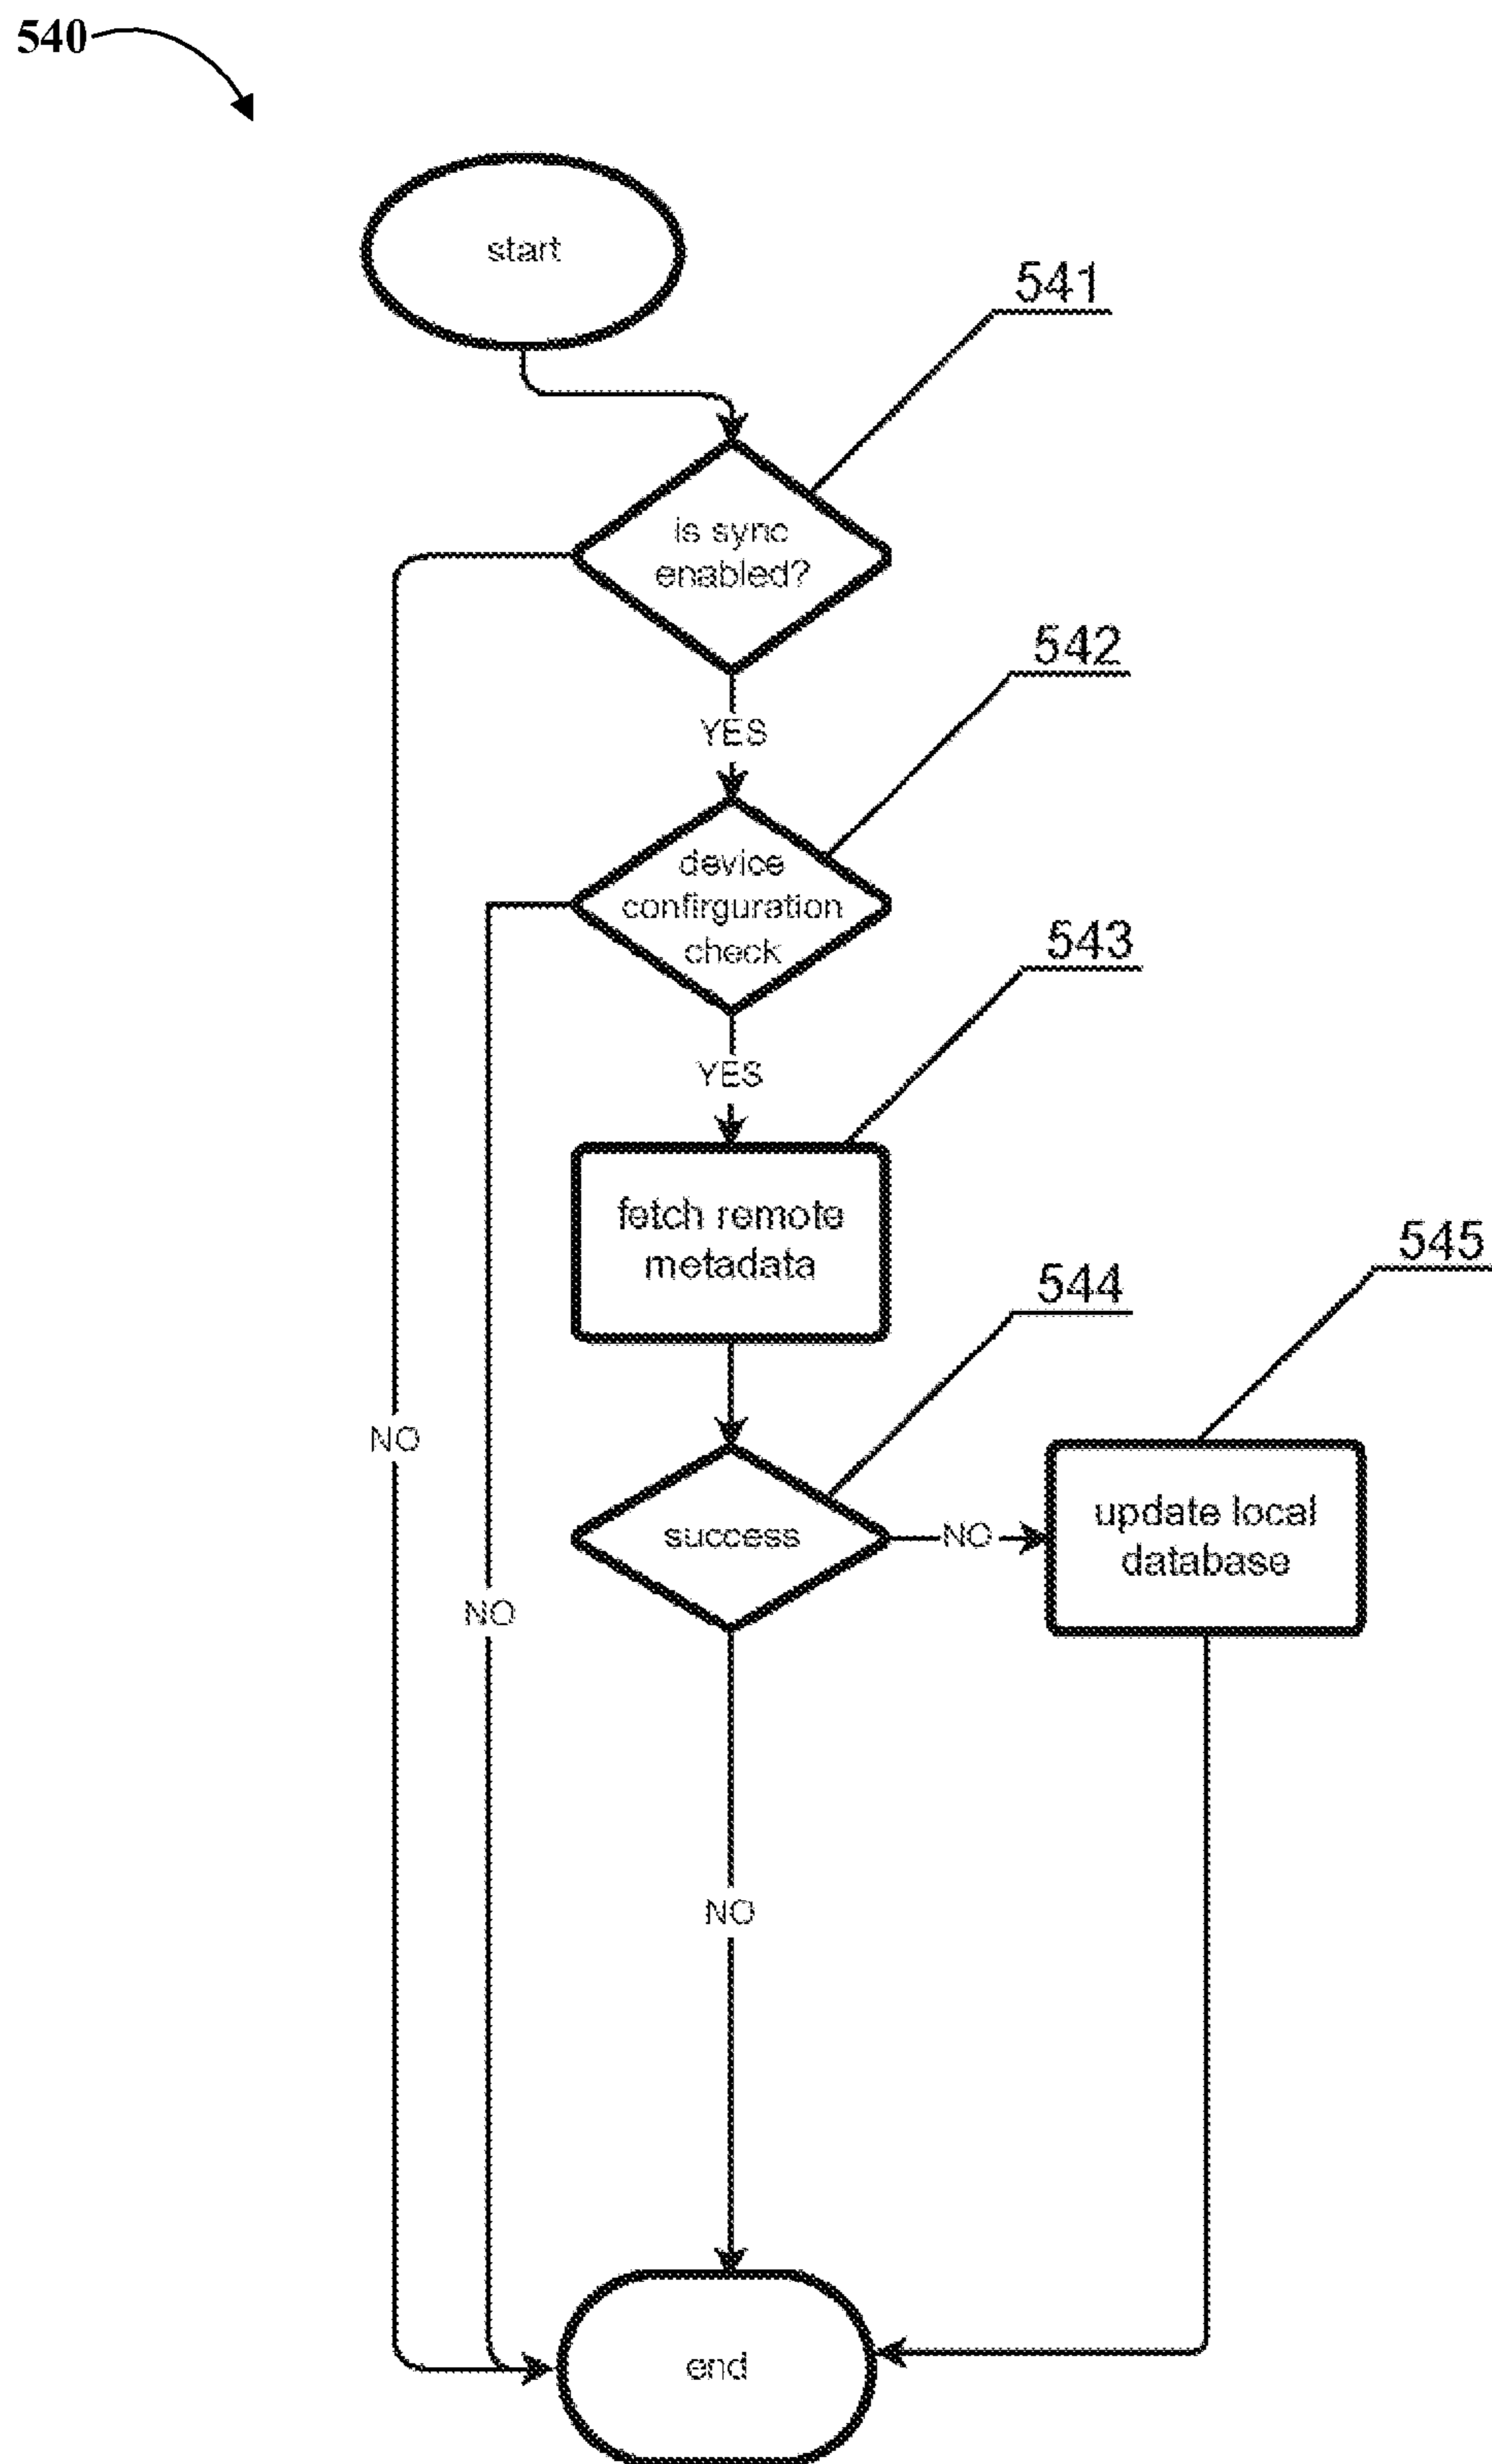 540
start
541
is sync
enabled?
542
YES
device
confirguration
check
543
YES
fetch remote
metadata
545
544
NO
update local
database
success
NO
NO
NO
end